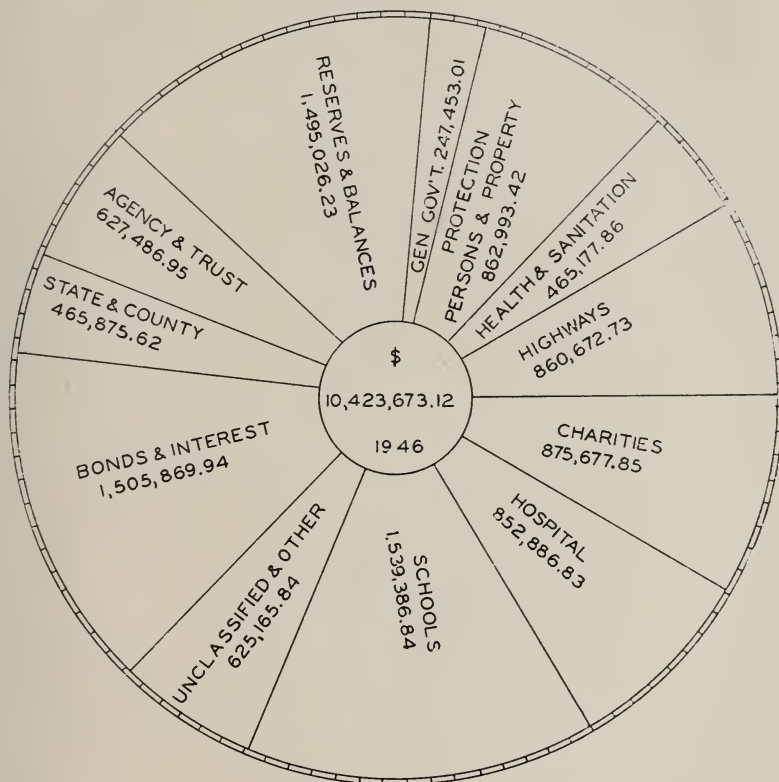 RESERVES & BALANCES
1,495,026.23
GEN GOV'T. 247,453.01
PROTECTION
PERSONS & PROPERTY
862,993.42
HEALTH & SANITATION
465,177.86
HIGHWAYS
860,672.73
CHARITIES
875,677.85
HOSPITAL
852,886.83
SCHOOLS
1,539,386.84
UNCLASSIFIED & OTHER
625,165.84
BONDS & INTEREST
1,505,869.94
STATE & COUNTY
465,875.62
AGENCY & TRUST
627,486.95
$
10,423,673.12
1946